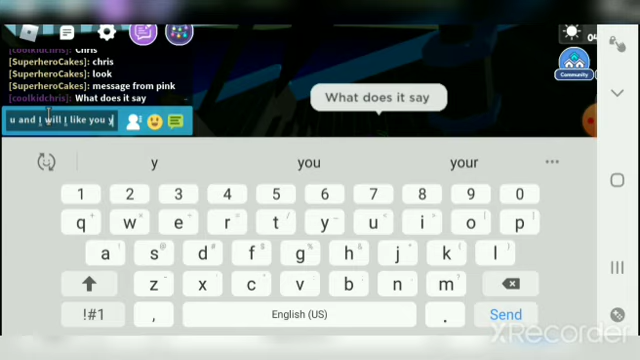 [coolkidchris]: Chris
[SuperheroCakes]: chris
[SuperheroCakes]: look
[SuperheroCakes]: message from pink
[coolkidchris]: What does it say
What does it say
04
Community
u and I will I like you y
y you your
1 2 3 4 5 6 7 8 9 0
q w e r t y u i o p
a s d f g h j k l
z x c v b n m
!#1 , English (US) . Send
XRecorder